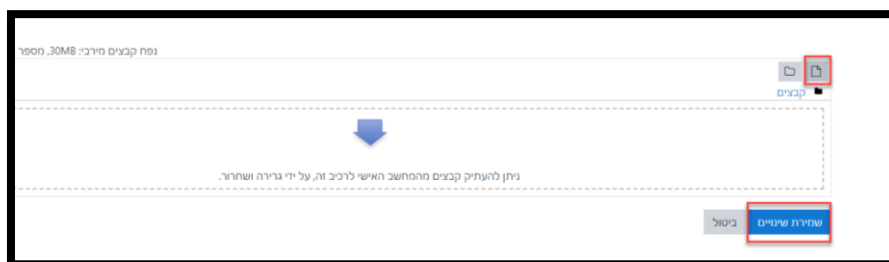 נפח קבצים מירבי: 30MB, מספר
קבצים
ניתן להעתיק קבצים מהמחשב האישי לרכיב זה, על ידי גרירה ושחרור.
שמירת שינויים ביטול